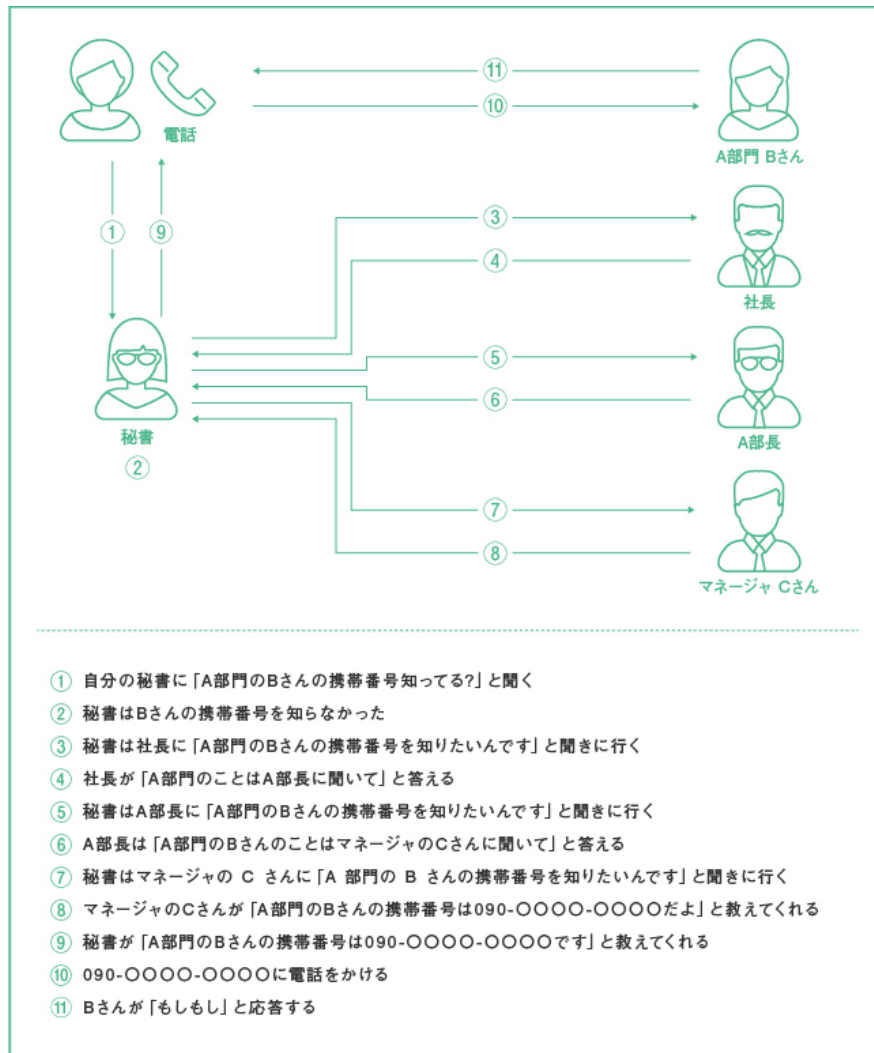 ⑪
⑩
電話
A部門 Bさん
① ⑨
③
④
社長
⑤
⑥
秘書
A部長
②
⑦
⑧
マネージャ Cさん
① 自分の秘書に「A部門のBさんの携帯番号知ってる?」と聞く
② 秘書はBさんの携帯番号を知らなかった
③ 秘書は社長に「A部門のBさんの携帯番号を知りたいんです」と聞きに行く
④ 社長が「A部門のことはA部長に聞いて」と答える
⑤ 秘書はA部長に「A部門のBさんの携帯番号を知りたいんです」と聞きに行く
⑥ A部長は「A部門のBさんのことはマネージャのCさんに聞いて」と答える
⑦ 秘書はマネージャの C さんに「A 部門の B さんの携帯番号を知りたいんです」と聞きに行く
⑧ マネージャのCさんが「A部門のBさんの携帯番号は090-〇〇〇〇-〇〇〇〇だよ」と教えてくれる
⑨ 秘書が「A部門のBさんの携帯番号は090-〇〇〇〇-〇〇〇〇です」と教えてくれる
⑩ 090-〇〇〇〇-〇〇〇〇に電話をかける
⑪ Bさんが「もしもし」と応答する